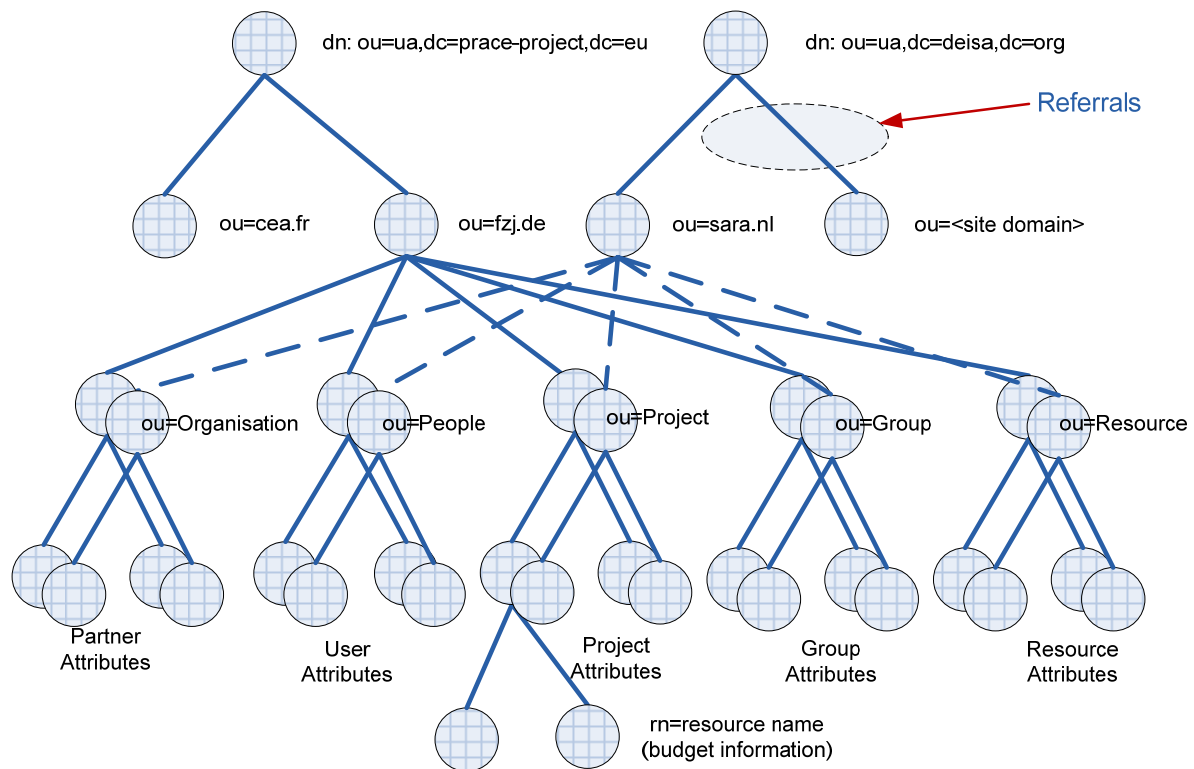 dn: ou=ua,dc=prace-project,dc=eu
dn: ou=ua,dc=deisa,dc=org
Referrals
ou=cea.fr
ou=fzj.de
ou=sara.nl
ou=<site domain>
ou=Organisation
ou=People
ou=Project
ou=Group
ou=Resource
Partner
Attributes
User
Attributes
Project
Attributes
Group
Attributes
Resource
Attributes
rn=resource name
(budget information)